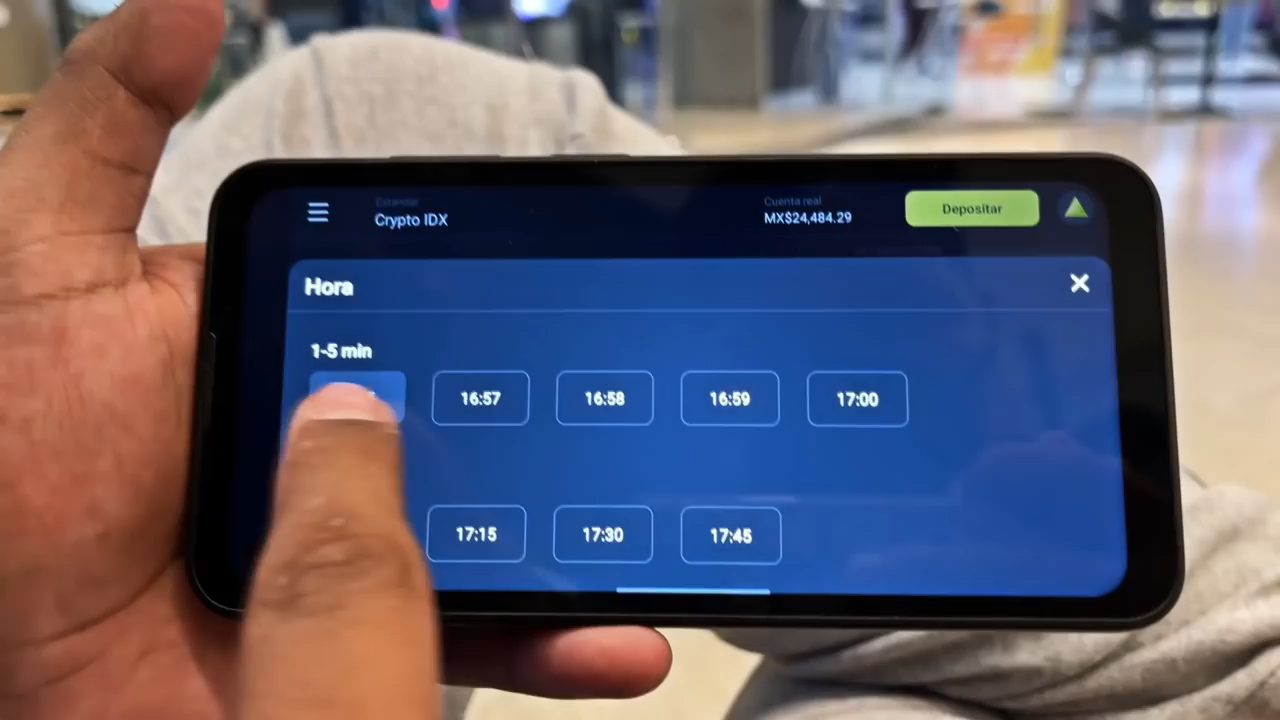 Estándar
Crypto IDX
Cuenta real
MX$24,484.29
Depositar
Hora
1-5 min
16:57
16:58
16:59
17:00
17:15
17:30
17:45